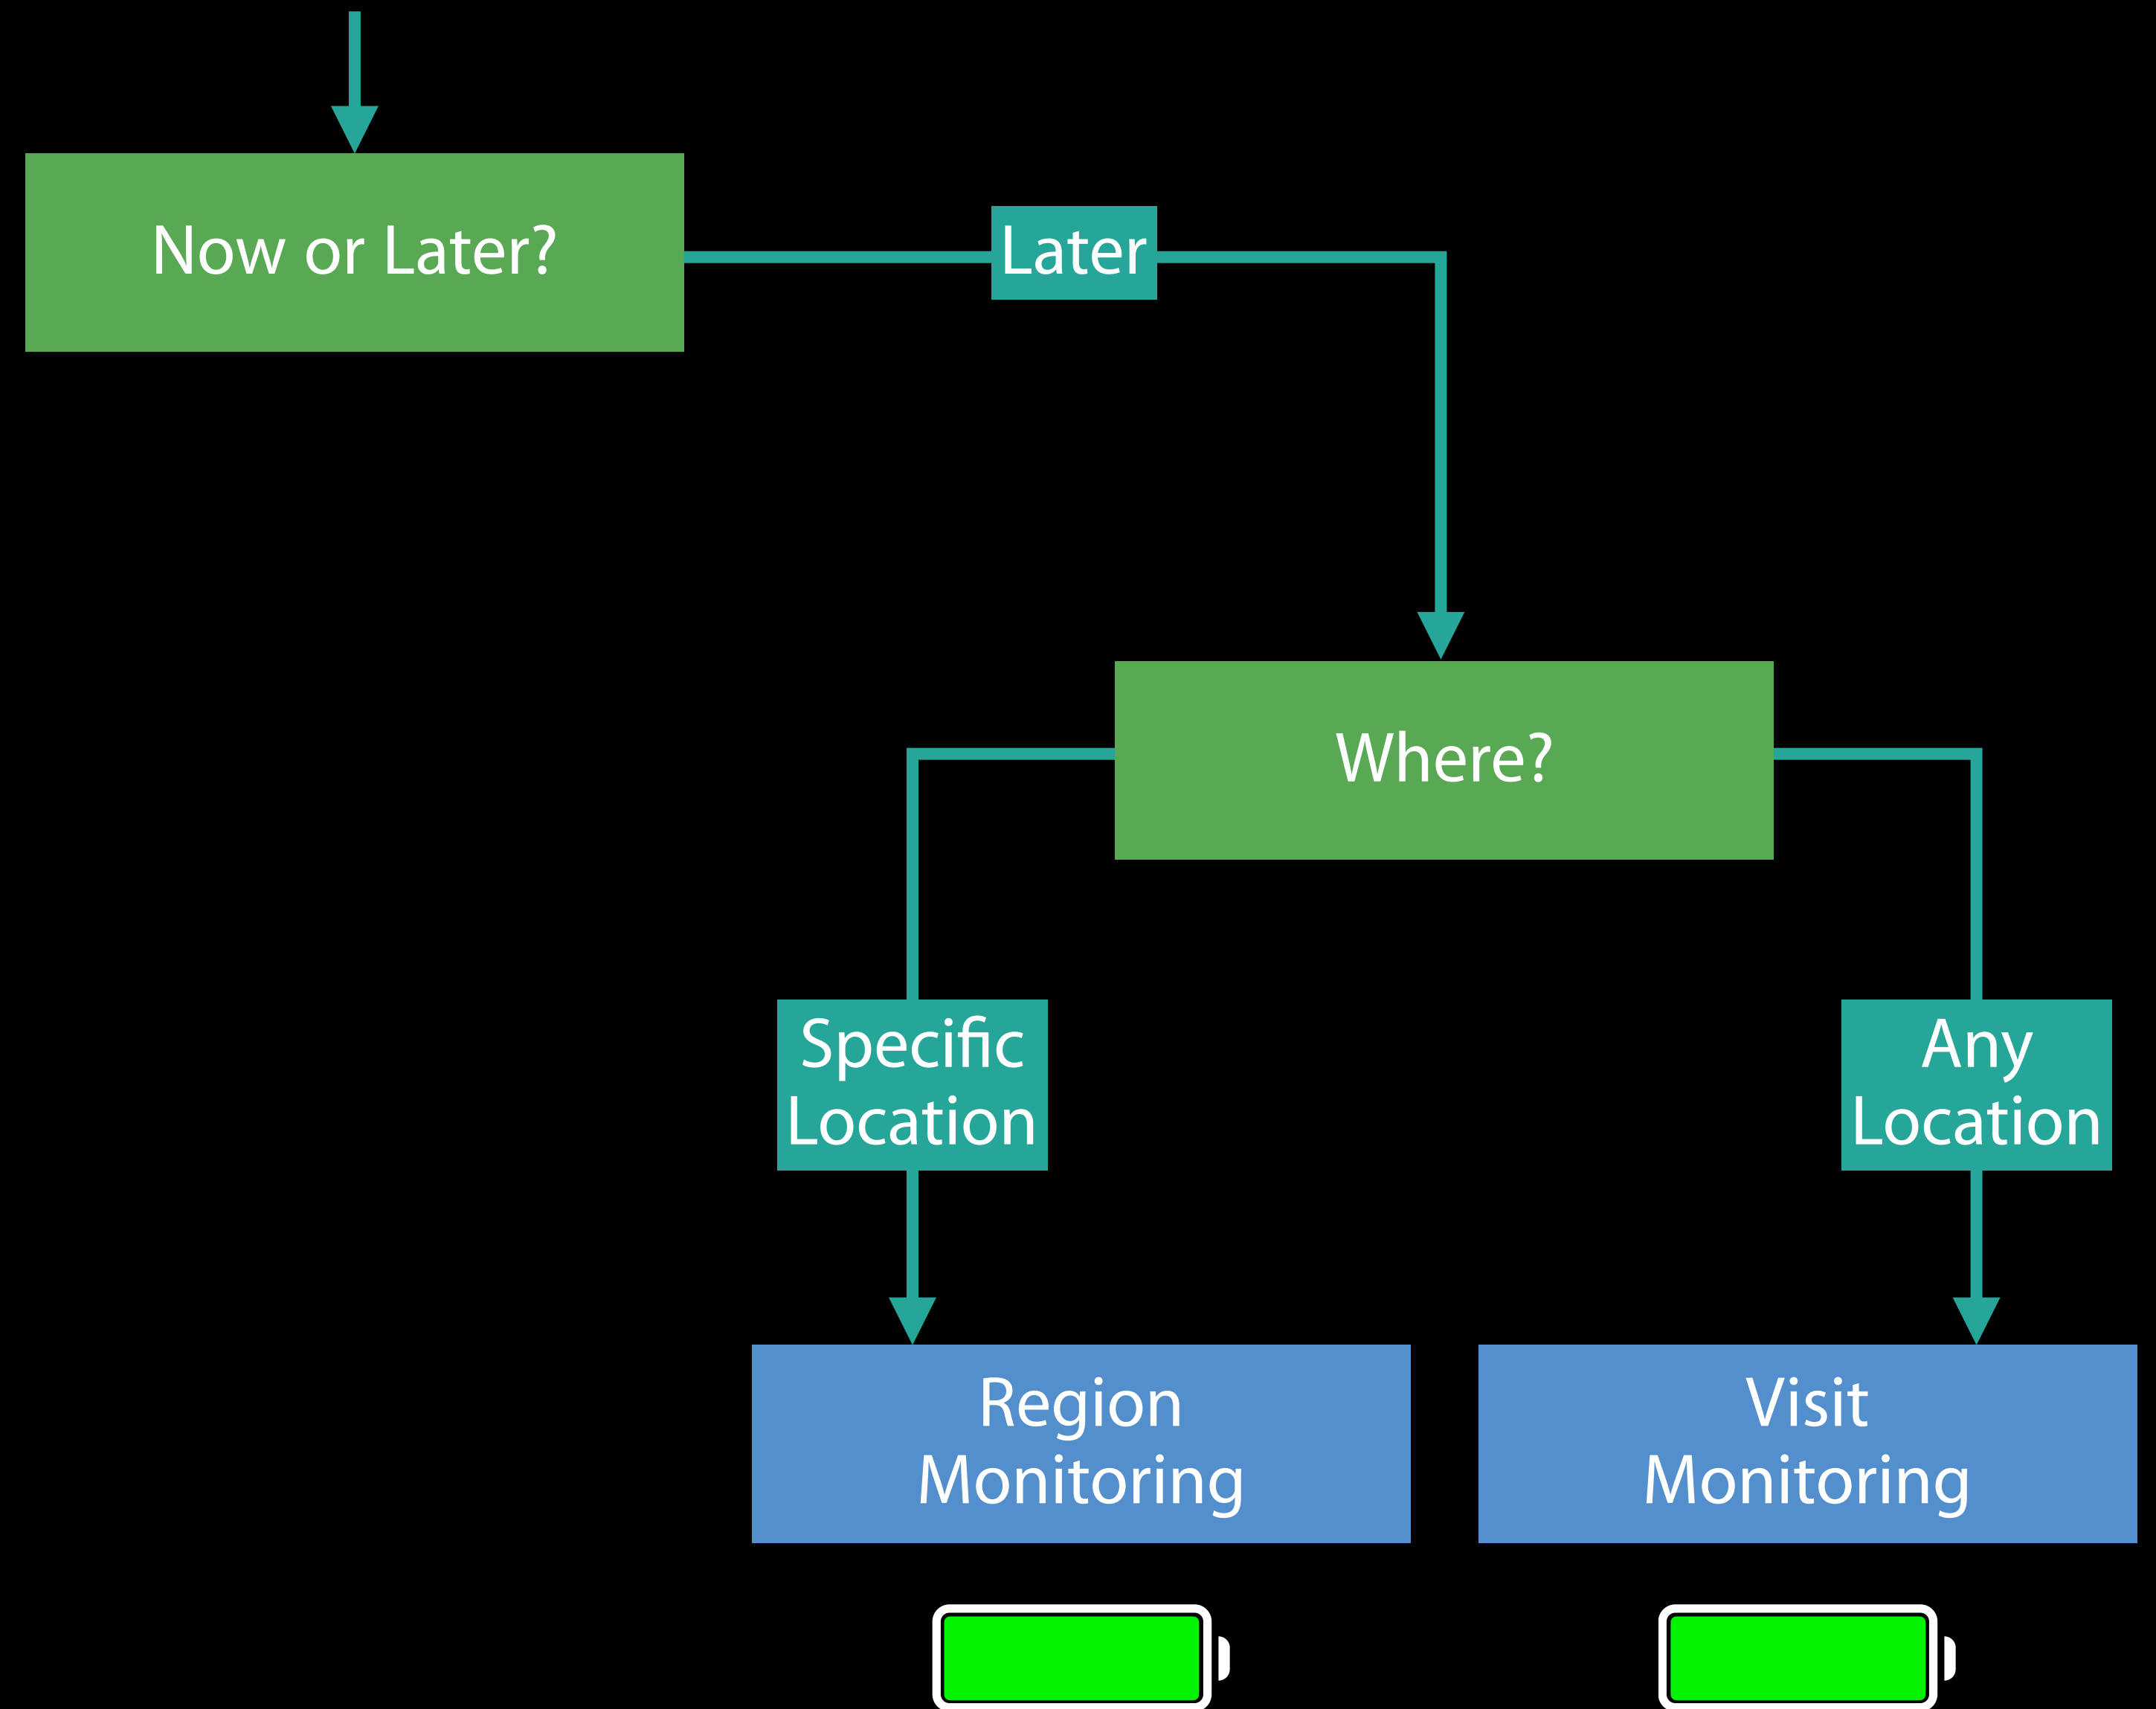 Now or Later?
Later
Where?
Specific
Location
Any
Location
Region
Monitoring
Visit
Monitoring